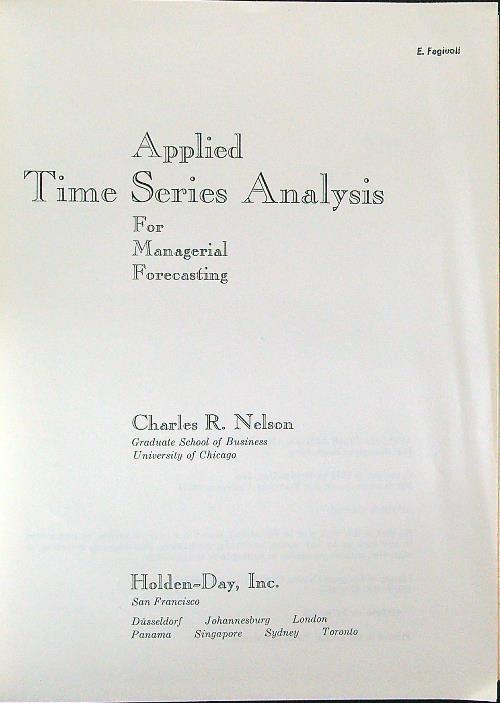 E. Fagiuoli
Applied
Time Series Analysis
For
Managerial
Forecasting
Charles R. Nelson
Graduate School of Business
University of Chicago
Holden-Day, Inc.
San Francisco
Düsseldorf Johannesburg London
Panama Singapore Sydney Toronto